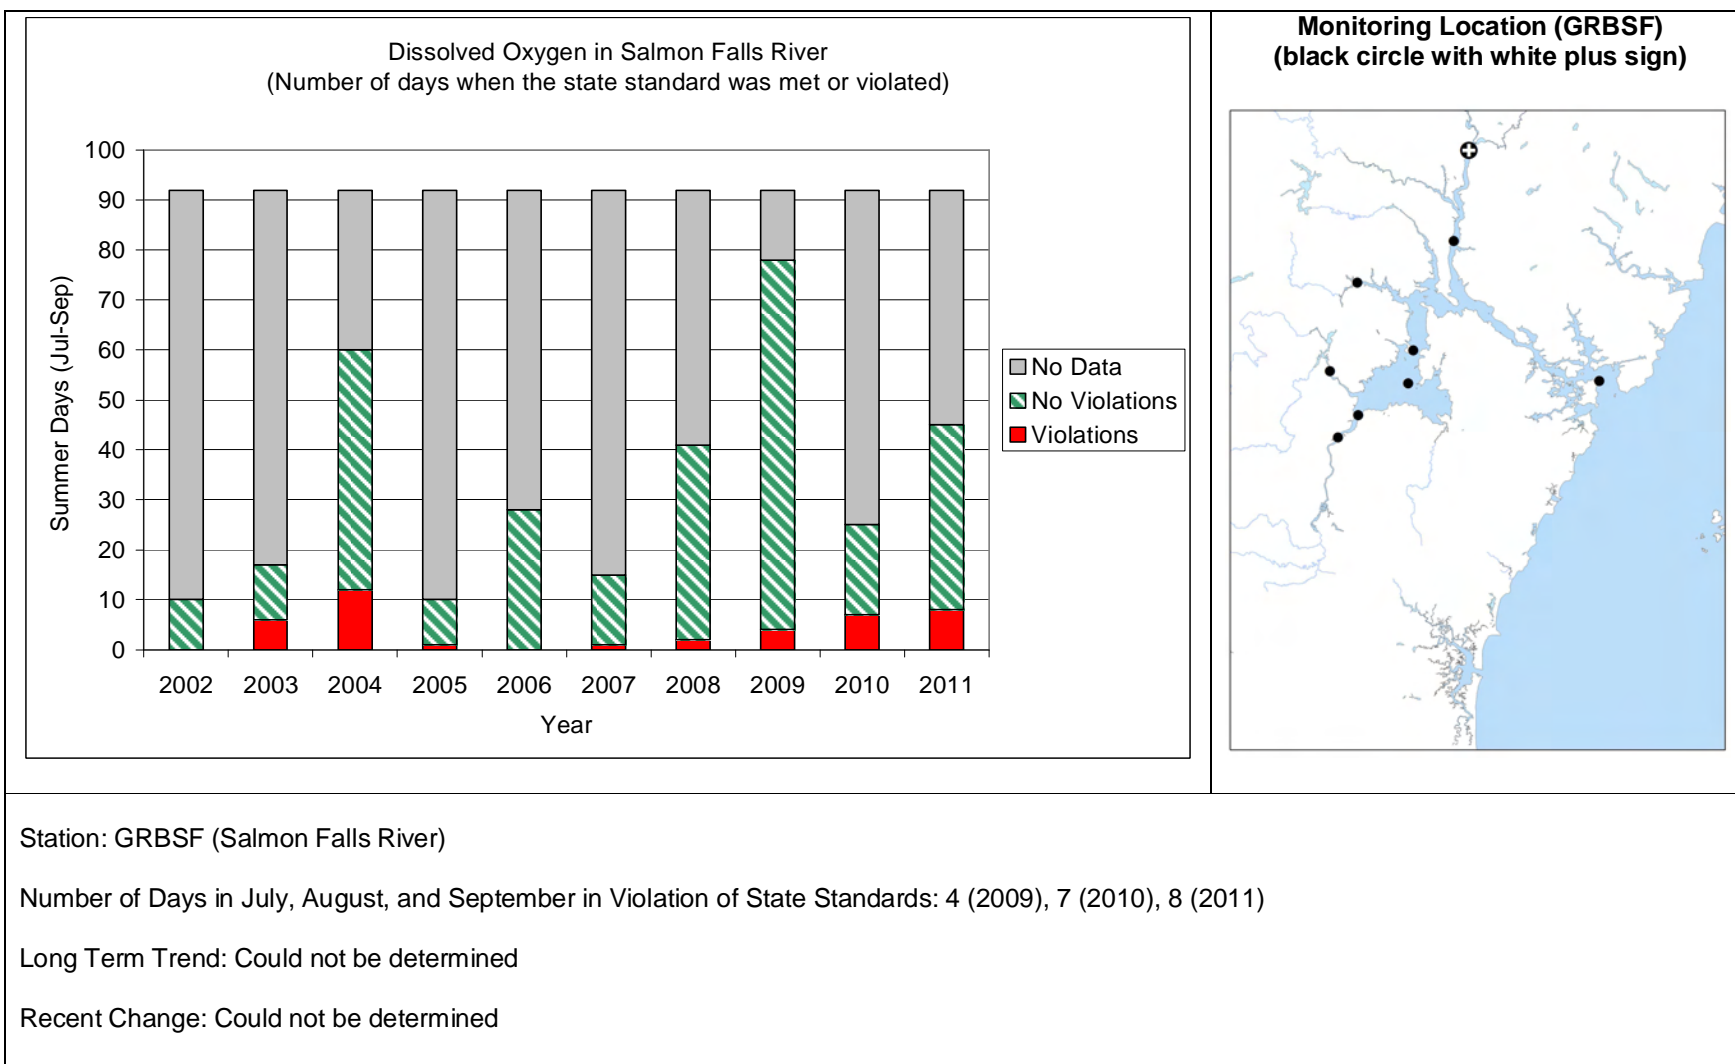 Dissolved Oxygen in Salmon Falls River
(Number of days when the state standard was met or violated)
100
90
80
70
60
50
40
30
20
10
0
Summer Days (Jul-Sep)
2002 2003 2004 2005 2006 2007 2008 2009 2010 2011
Year
No Data
No Violations
Violations
Monitoring Location (GRBSF)
(black circle with white plus sign)
Station: GRBSF (Salmon Falls River)
Number of Days in July, August, and September in Violation of State Standards: 4 (2009), 7 (2010), 8 (2011)
Long Term Trend: Could not be determined
Recent Change: Could not be determined